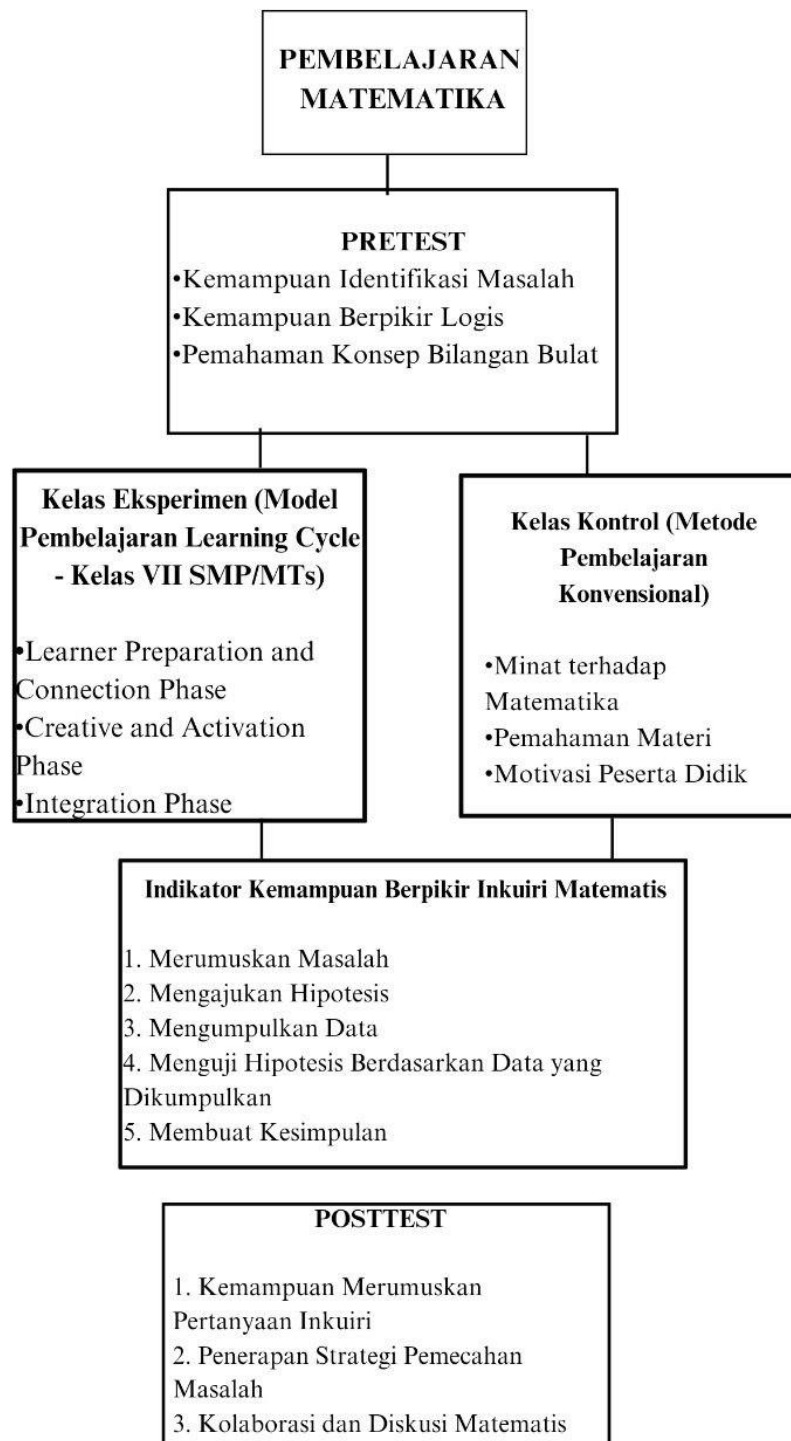 PEMBELAJARAN
MATEMATIKA
PRETEST
•Kemampuan Identifikasi Masalah
•Kemampuan Berpikir Logis
•Pemahaman Konsep Bilangan Bulat
Kelas Eksperimen (Model
Pembelajaran Learning Cycle
- Kelas VII SMP/MTs)
•Learner Preparation and
Connection Phase
•Creative and Activation
Phase
•Integration Phase
Kelas Kontrol (Metode
Pembelajaran
Konvensional)
•Minat terhadap
Matematika
•Pemahaman Materi
•Motivasi Peserta Didik
Indikator Kemampuan Berpikir Inkuiri Matematis
1. Merumuskan Masalah
2. Mengajukan Hipotesis
3. Mengumpulkan Data
4. Menguji Hipotesis Berdasarkan Data yang
Dikumpulkan
5. Membuat Kesimpulan
POSTTEST
1. Kemampuan Merumuskan
Pertanyaan Inkuiri
2. Penerapan Strategi Pemecahan
Masalah
3. Kolaborasi dan Diskusi Matematis